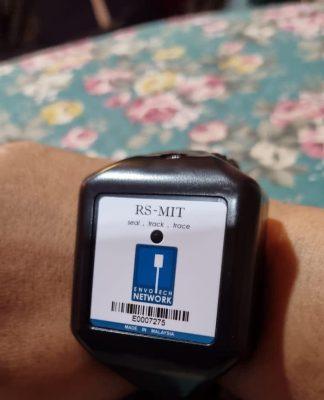 RS-MIT
seal . track . trace
ENVOTECH
NETWORK
E0007275
MADE IN MALAYSIA